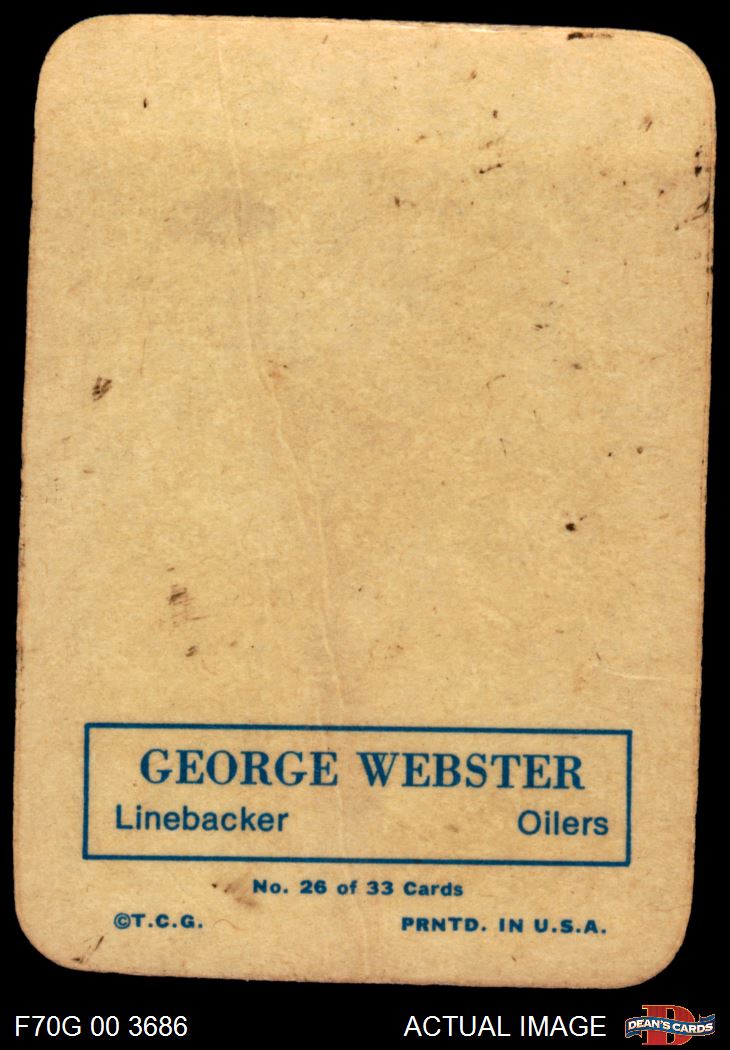 GEORGE WEBSTER
Linebacker Oilers
No. 26 of 33 Cards
©T.C.G. PRNTD. IN U.S.A.
F70G 00 3686 ACTUAL IMAGE DEAN'S CARDS